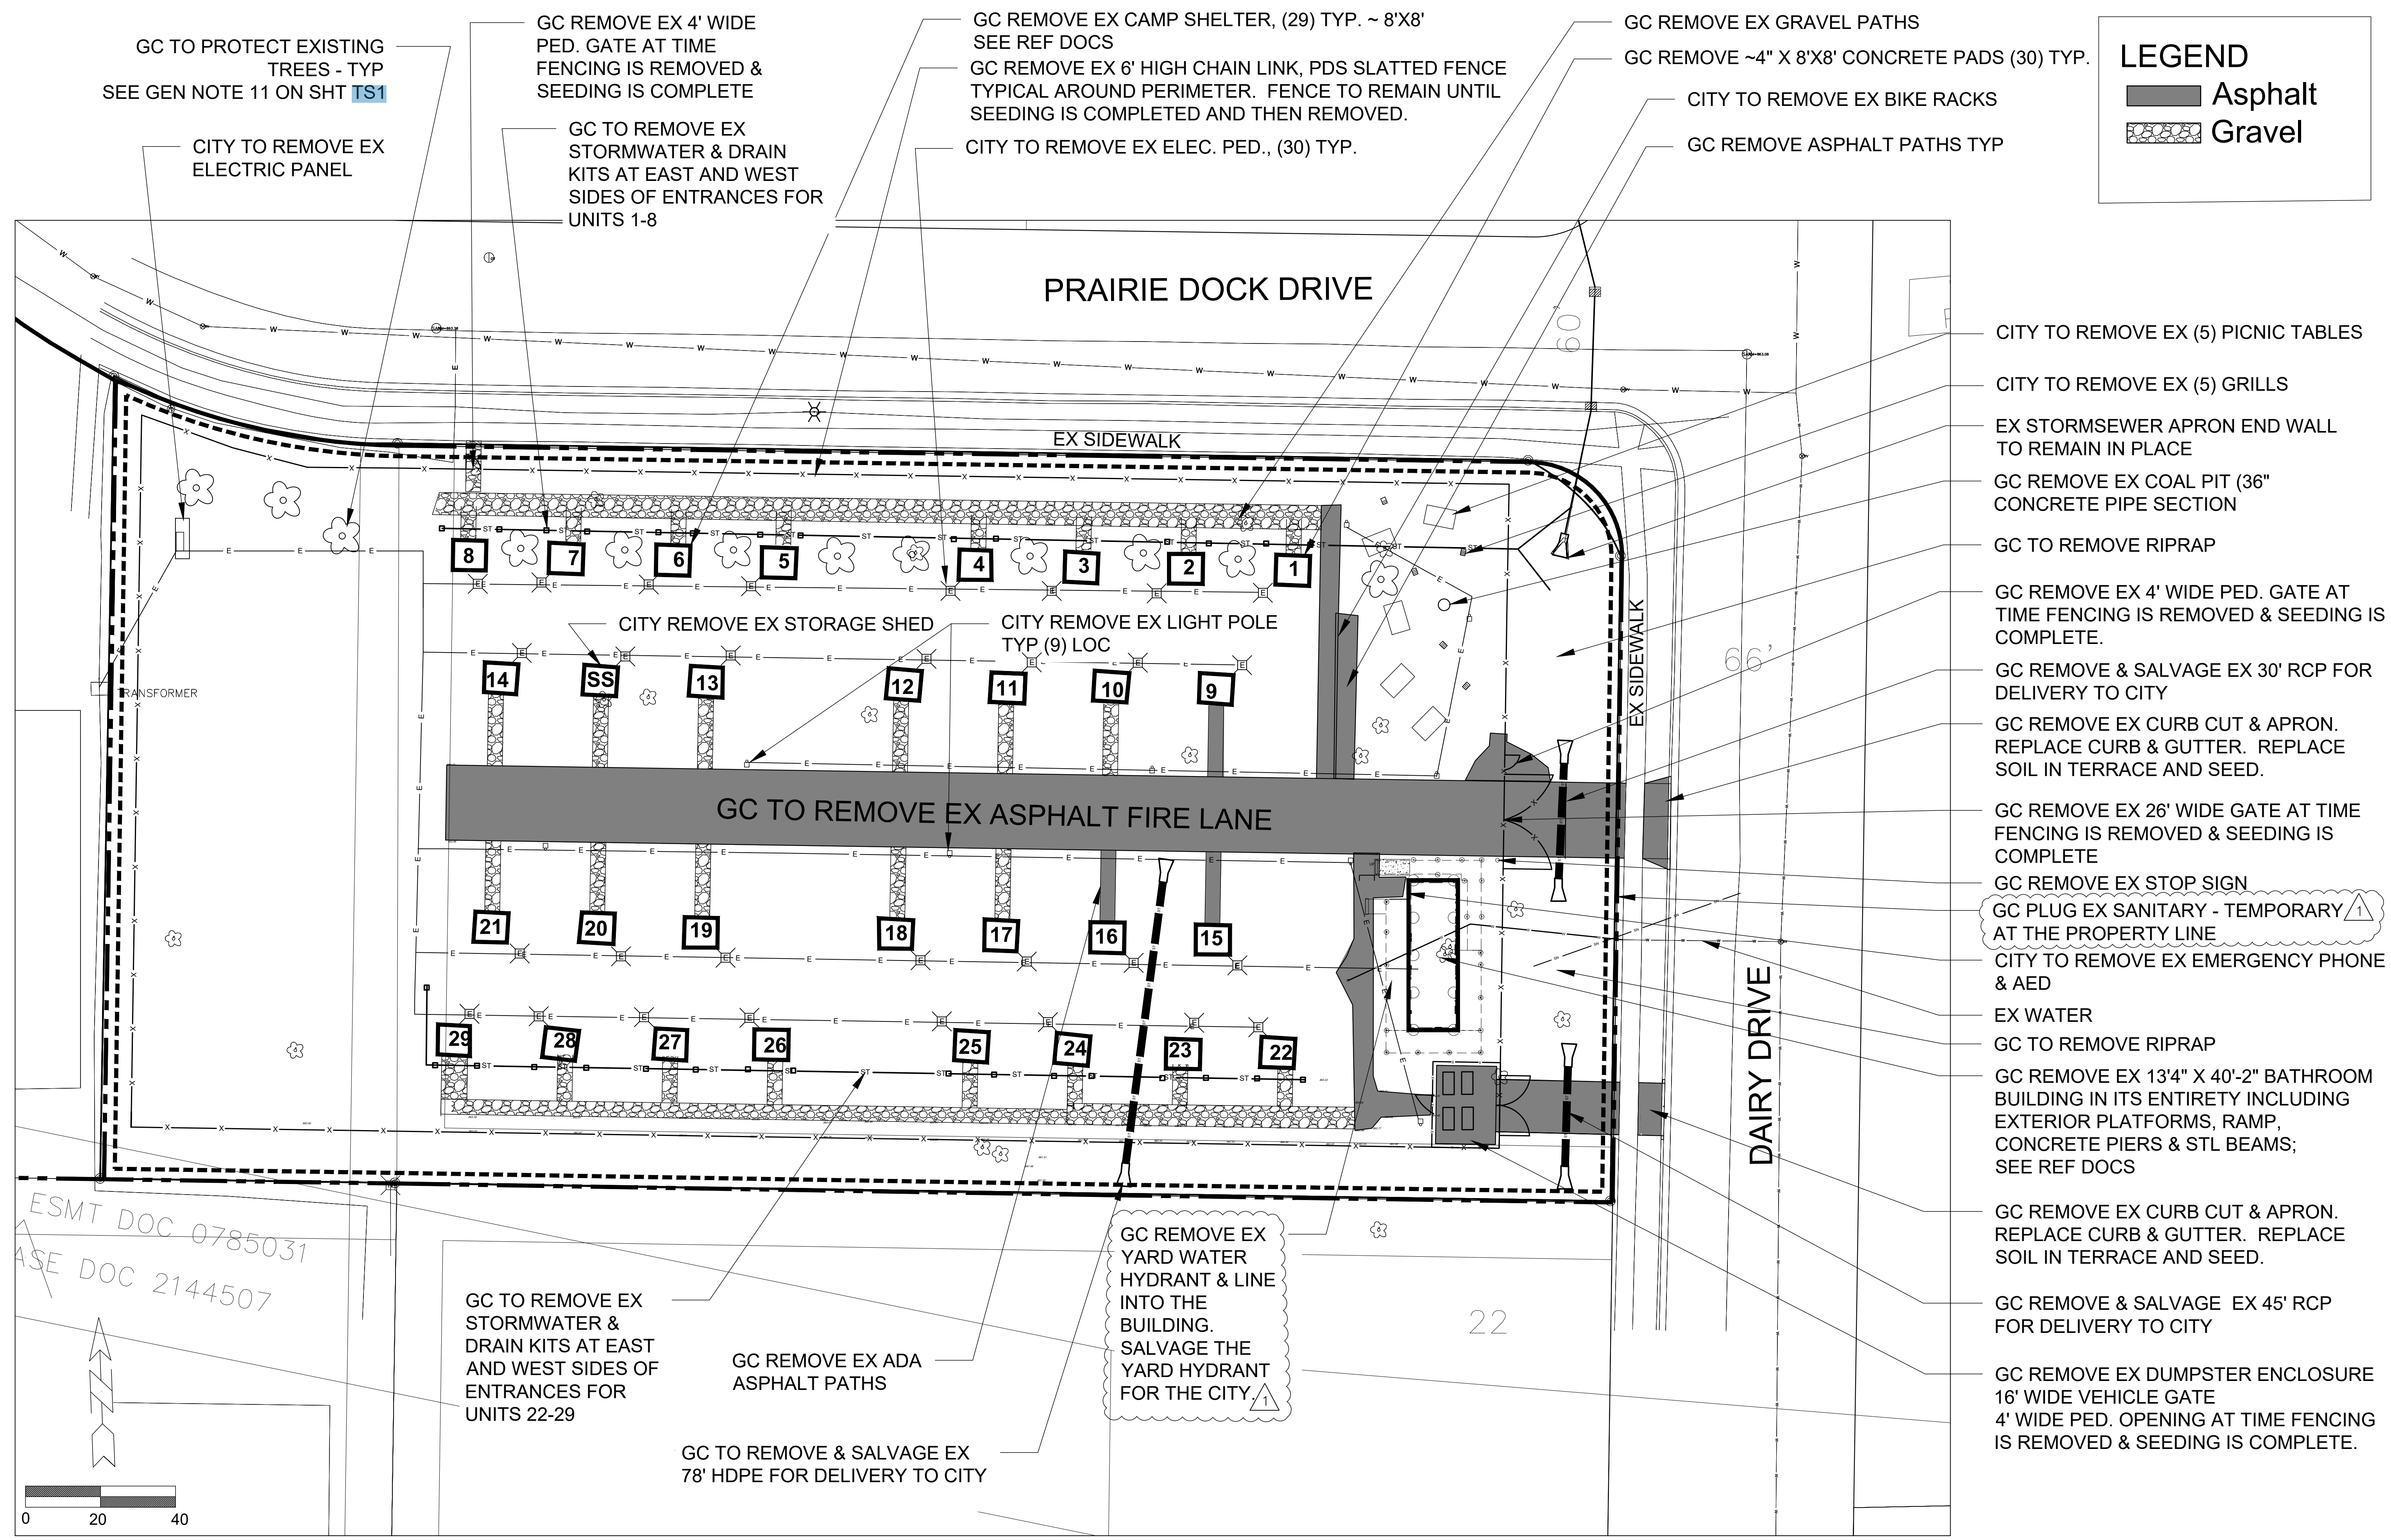 GC TO PROTECT EXISTING
TREES - TYP
SEE GEN NOTE 11 ON SHT TS1
CITY TO REMOVE EX
ELECTRIC PANEL
GC REMOVE EX 4' WIDE
PED. GATE AT TIME
FENCING IS REMOVED &
SEEDING IS COMPLETE
GC TO REMOVE EX
STORMWATER & DRAIN
KITS AT EAST AND WEST
SIDES OF ENTRANCES FOR
UNITS 1-8
GC REMOVE EX CAMP SHELTER, (29) TYP. ~ 8'X8'
SEE REF DOCS
GC REMOVE EX 6' HIGH CHAIN LINK, PDS SLATTED FENCE
TYPICAL AROUND PERIMETER. FENCE TO REMAIN UNTIL
SEEDING IS COMPLETED AND THEN REMOVED.
CITY TO REMOVE EX ELEC. PED., (30) TYP.
GC REMOVE EX GRAVEL PATHS
GC REMOVE ~4" X 8'X8' CONCRETE PADS (30) TYP.
CITY TO REMOVE EX BIKE RACKS
GC REMOVE ASPHALT PATHS TYP
LEGEND
Asphalt
Gravel
PRAIRIE DOCK DRIVE
60'
EX SIDEWALK
8
7
6
5
4
3
2
1
CITY REMOVE EX STORAGE SHED
CITY REMOVE EX LIGHT POLE
TYP (9) LOC
14
SS
13
12
11
10
9
TRANSFORMER
EX SIDEWALK
66'
GC TO REMOVE EX ASPHALT FIRE LANE
21
20
19
18
17
16
15
29
28
27
26
25
24
23
22
DAIRY DRIVE
CITY TO REMOVE EX (5) PICNIC TABLES
CITY TO REMOVE EX (5) GRILLS
EX STORMSEWER APRON END WALL
TO REMAIN IN PLACE
GC REMOVE EX COAL PIT (36"
CONCRETE PIPE SECTION
GC TO REMOVE RIPRAP
GC REMOVE EX 4' WIDE PED. GATE AT
TIME FENCING IS REMOVED & SEEDING IS
COMPLETE.
GC REMOVE & SALVAGE EX 30' RCP FOR
DELIVERY TO CITY
GC REMOVE EX CURB CUT & APRON.
REPLACE CURB & GUTTER. REPLACE
SOIL IN TERRACE AND SEED.
GC REMOVE EX 26' WIDE GATE AT TIME
FENCING IS REMOVED & SEEDING IS
COMPLETE
GC REMOVE EX STOP SIGN
GC PLUG EX SANITARY - TEMPORARY 1
AT THE PROPERTY LINE
CITY TO REMOVE EX EMERGENCY PHONE
& AED
EX WATER
GC TO REMOVE RIPRAP
GC REMOVE EX 13'4" X 40'-2" BATHROOM
BUILDING IN ITS ENTIRETY INCLUDING
EXTERIOR PLATFORMS, RAMP,
CONCRETE PIERS & STL BEAMS;
SEE REF DOCS
GC REMOVE EX CURB CUT & APRON.
REPLACE CURB & GUTTER. REPLACE
SOIL IN TERRACE AND SEED.
GC REMOVE & SALVAGE EX 45' RCP
FOR DELIVERY TO CITY
GC REMOVE EX DUMPSTER ENCLOSURE
16' WIDE VEHICLE GATE
4' WIDE PED. OPENING AT TIME FENCING
IS REMOVED & SEEDING IS COMPLETE.
ESMT DOC 0785031
ASE DOC 2144507
GC TO REMOVE EX
STORMWATER &
DRAIN KITS AT EAST
AND WEST SIDES OF
ENTRANCES FOR
UNITS 22-29
GC REMOVE EX ADA
ASPHALT PATHS
GC TO REMOVE & SALVAGE EX
78' HDPE FOR DELIVERY TO CITY
GC REMOVE EX
YARD WATER
HYDRANT & LINE
INTO THE
BUILDING.
SALVAGE THE
YARD HYDRANT
FOR THE CITY. 1
22
N
0 20 40